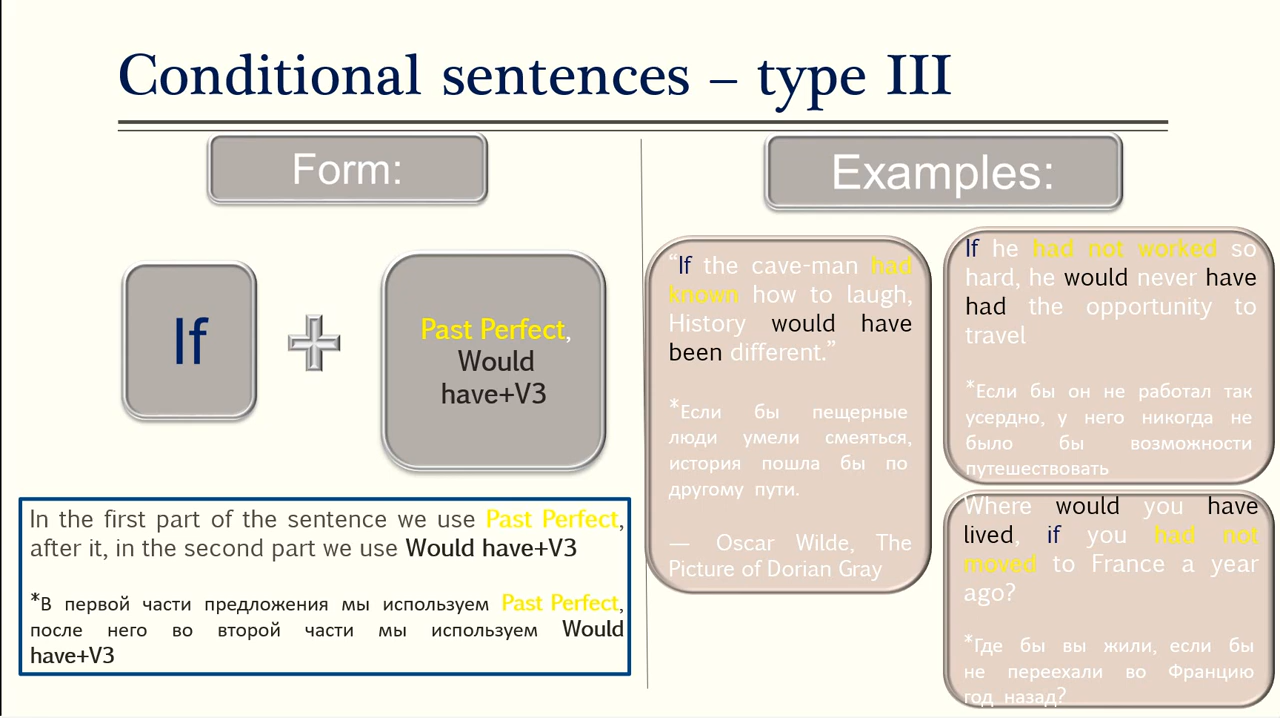 Conditional sentences – type III
Form:
If
Past Perfect,
Would
have+V3
In the first part of the sentence we use Past Perfect,
after it, in the second part we use Would have+V3
*В первой части предложения мы используем Past Perfect,
после него во второй части мы используем Would
have+V3
Examples:
“If the cave-man had
known how to laugh,
History would have
been different.”
*Если бы пещерные
люди умели смеяться,
история пошла бы по
другому пути.
— Oscar Wilde, The
Picture of Dorian Gray
If he had not worked so
hard, he would never have
had the opportunity to
travel
*Если бы он не работал так
усердно, у него никогда не
было бы возможности
путешествовать
Where would you have
lived, if you had not
moved to France a year
ago?
*Где бы вы жили, если бы
не переехали во Францию
год назад?